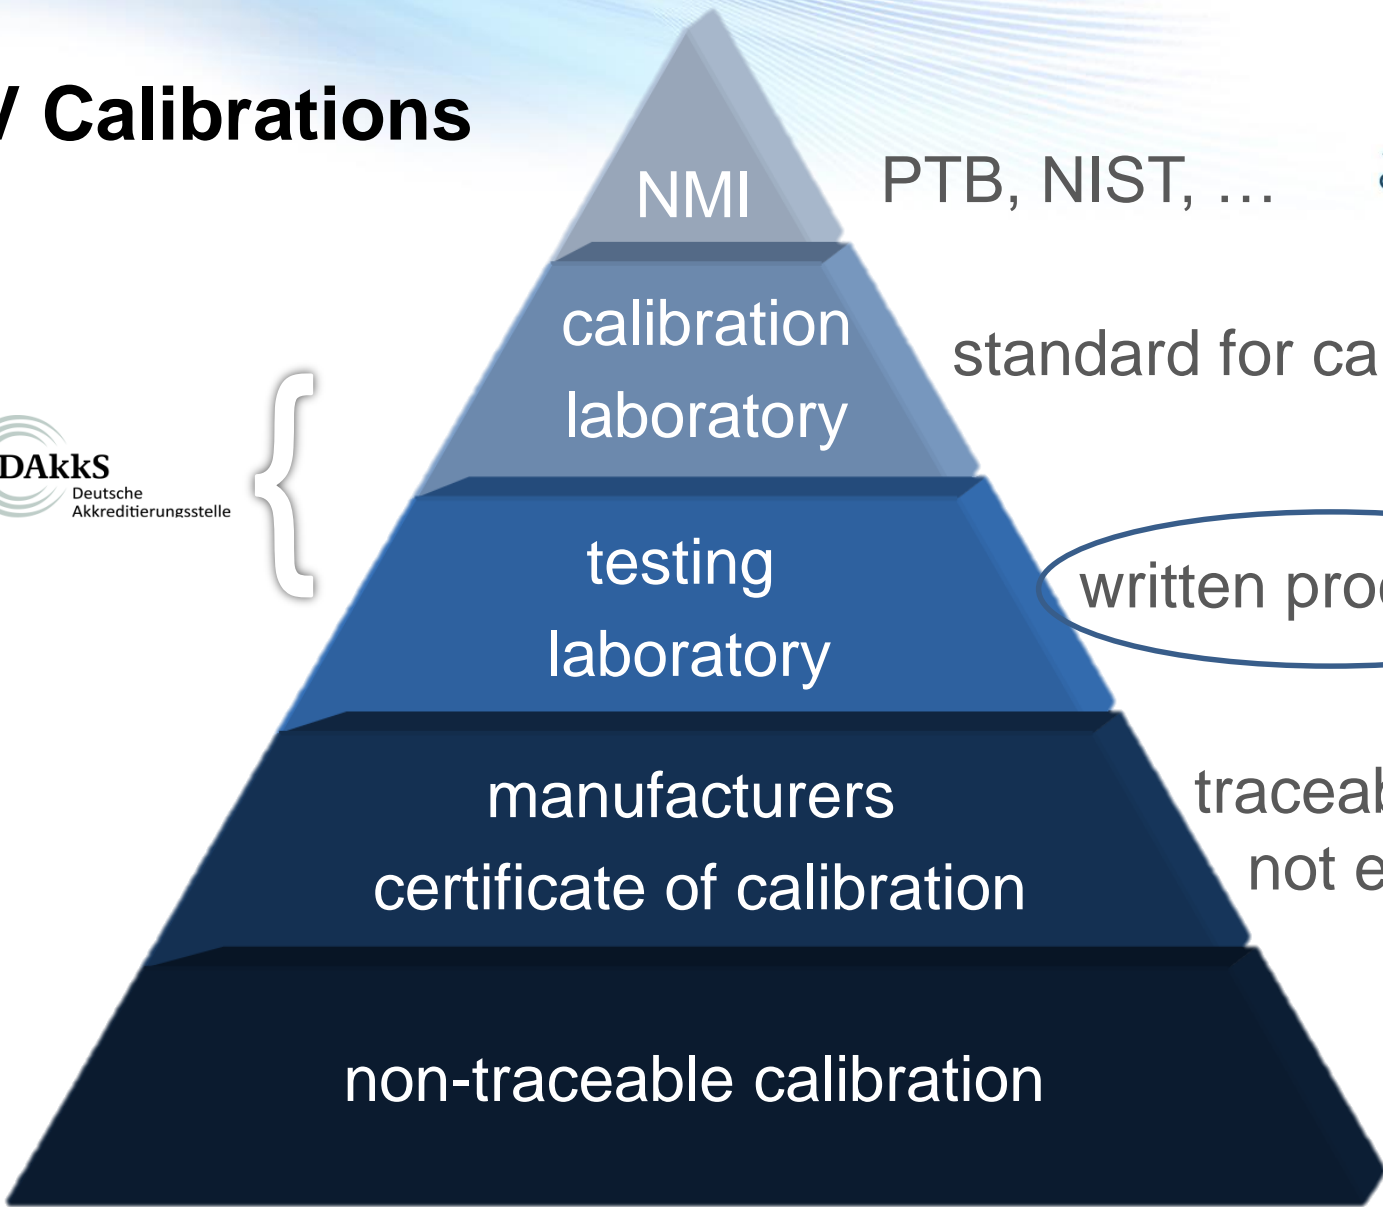 V Calibrations
NMI
PTB, NIST, …
calibration
laboratory
standard for ca
DAkkS
Deutsche
Akkreditierungsstelle
{
testing
laboratory
written pro
manufacturers
certificate of calibration
traceab
not e
non-traceable calibration